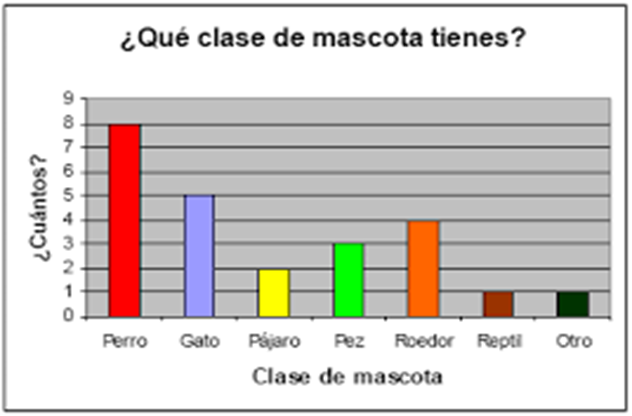 ¿Qué clase de mascota tienes?
¿Cuántos?
9
8
7
6
5
4
3
2
1
0
Perro Gato Pájaro Pez Roedor Reptil Otro
Clase de mascota